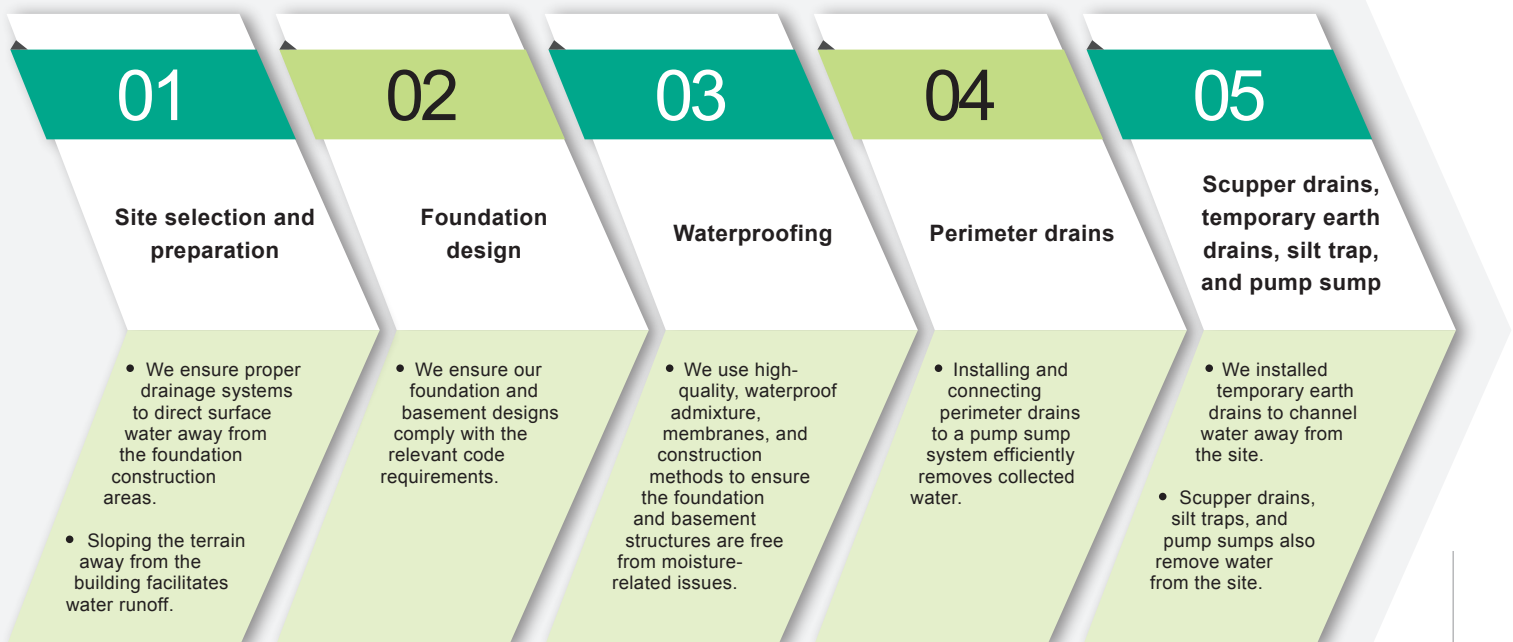 01
Site selection and
preparation
• We ensure proper
drainage systems
to direct surface
water away from
the foundation
construction
areas.
• Sloping the terrain
away from the
building facilitates
water runoff.
02
Foundation
design
• We ensure our
foundation and
basement designs
comply with the
relevant code
requirements.
03
Waterproofing
• We use high-
quality, waterproof
admixture,
membranes, and
construction
methods to ensure
the foundation
and basement
structures are free
from moisture-
related issues.
04
Perimeter drains
• Installing and
connecting
perimeter drains
to a pump sump
system efficiently
removes collected
water.
05
Scupper drains,
temporary earth
drains, silt trap,
and pump sump
• We installed
temporary earth
drains to channel
water away from
the site.
• Scupper drains,
silt traps, and
pump sumps also
remove water
from the site.